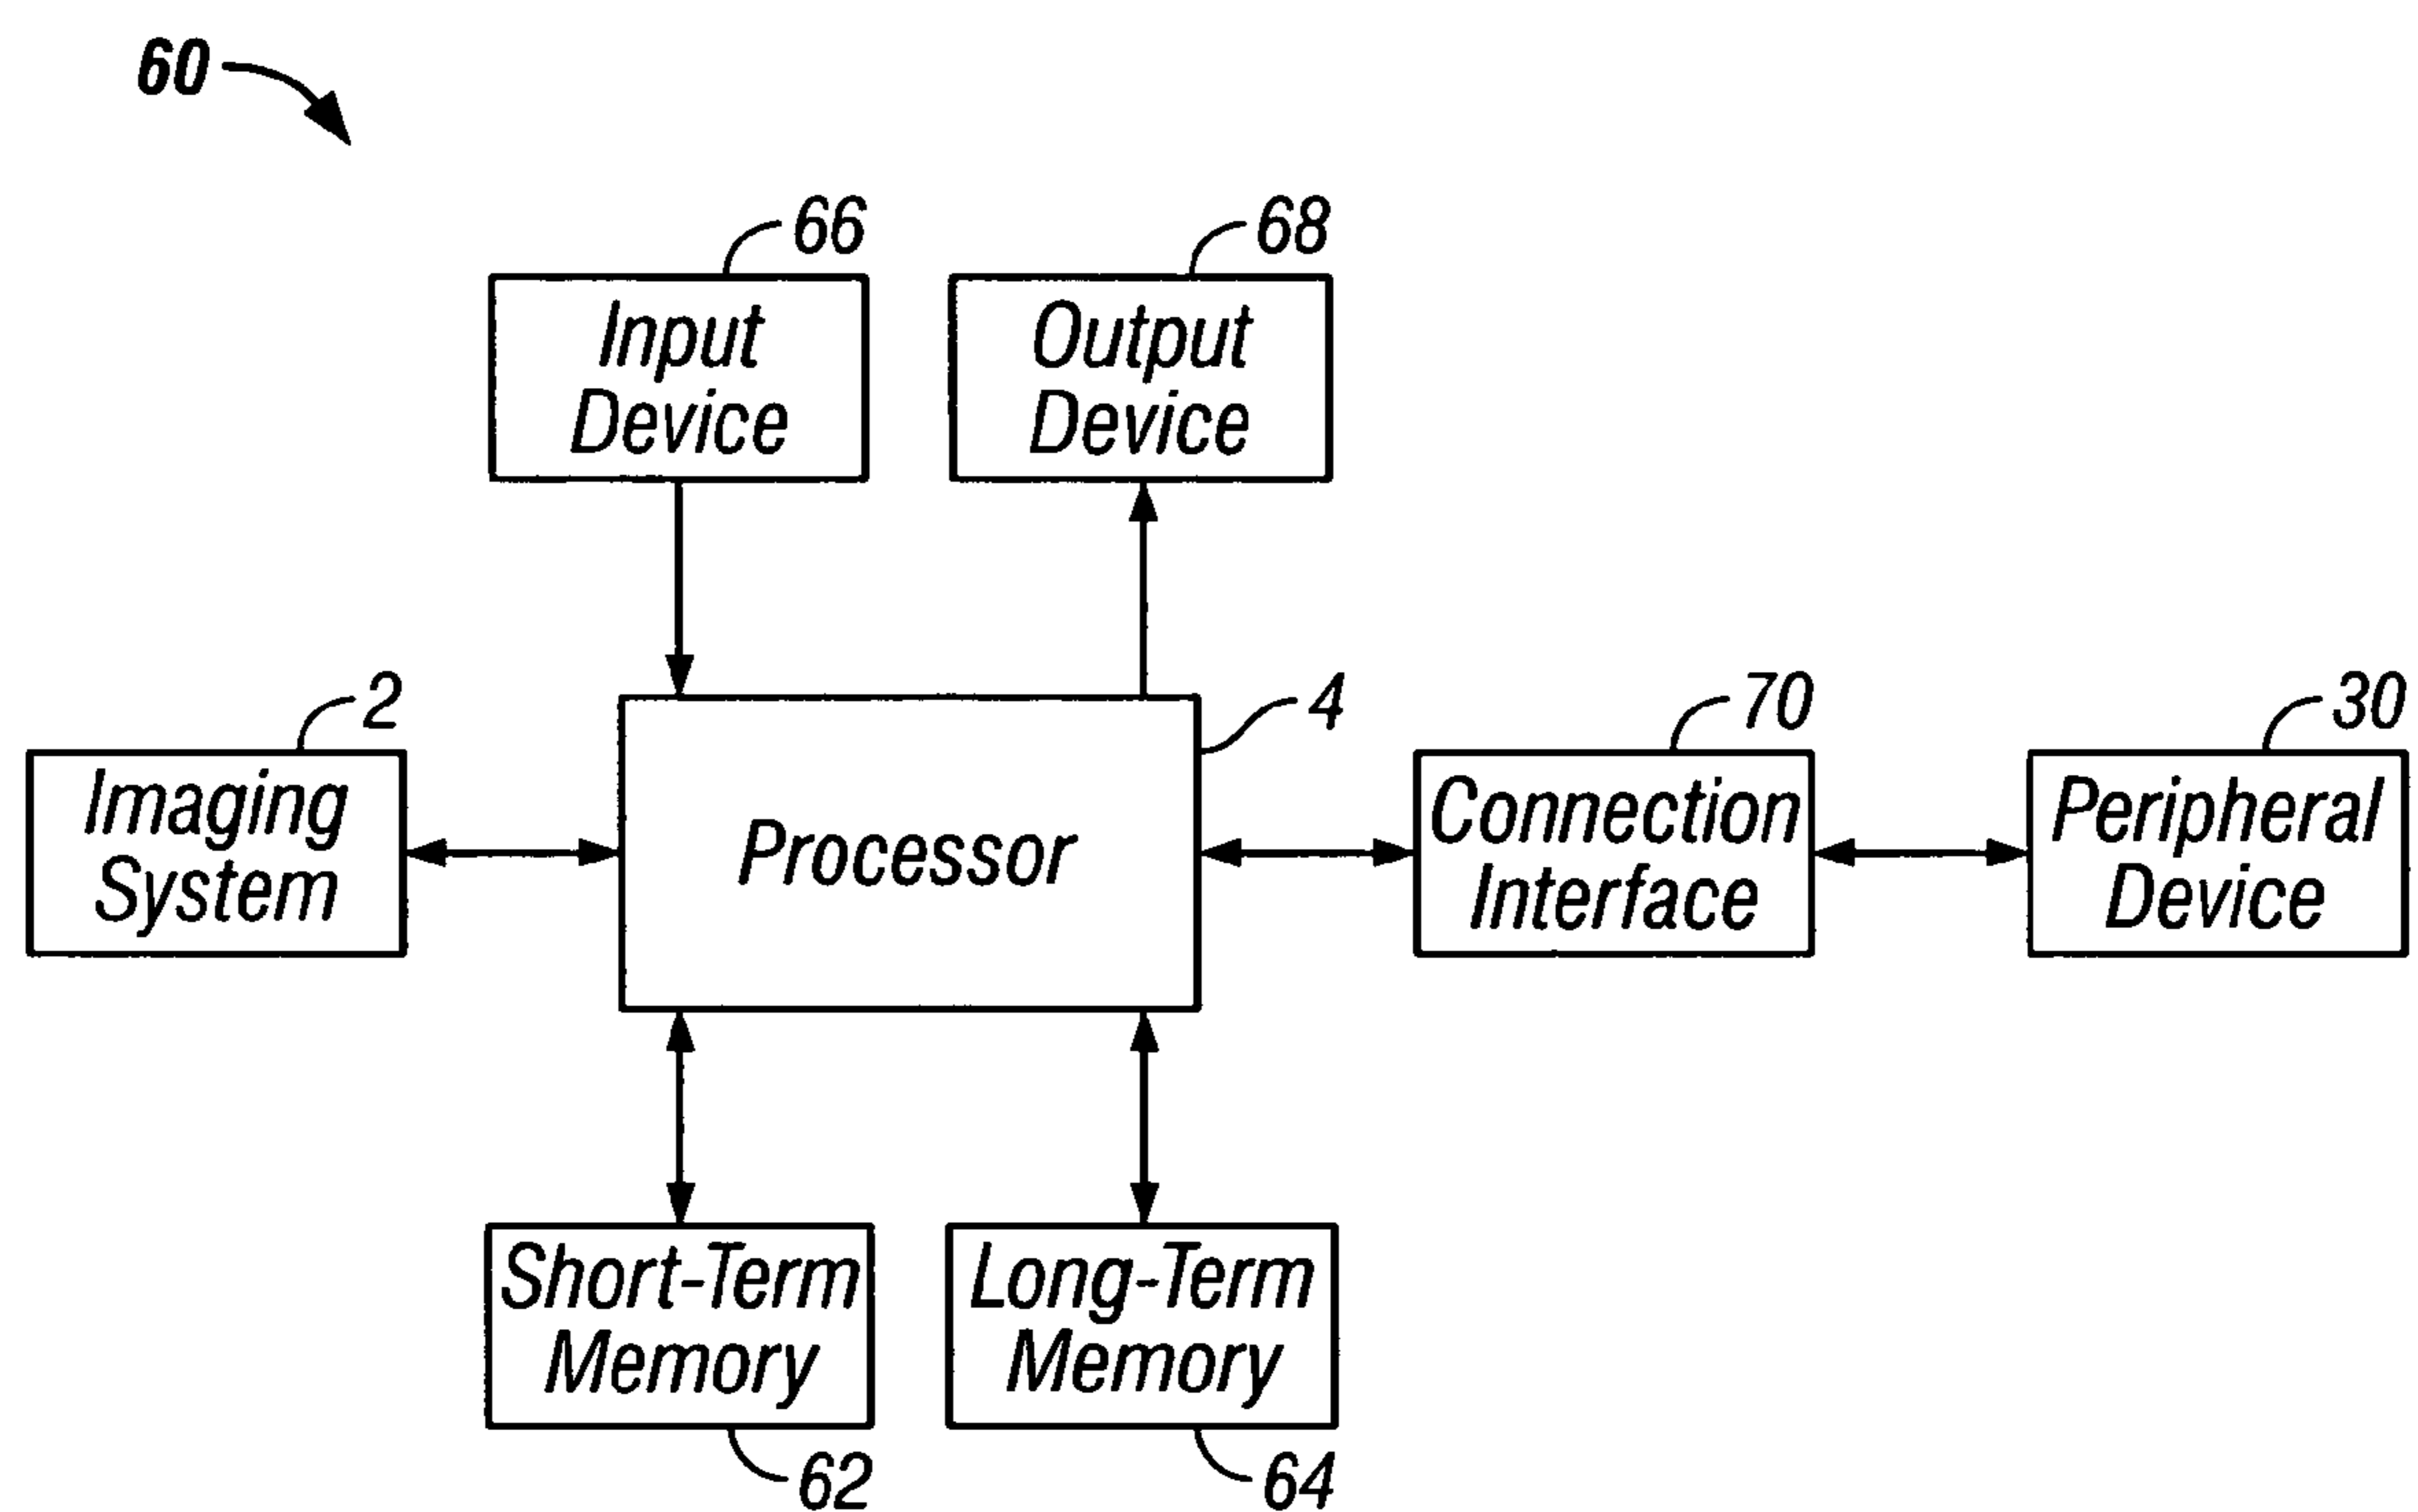 60
66
68
Input
Device
Output
Device
2
4
70
30
Imaging
System
Processor
Connection
Interface
Peripheral
Device
Short-Term
Memory
Long-Term
Memory
62
64